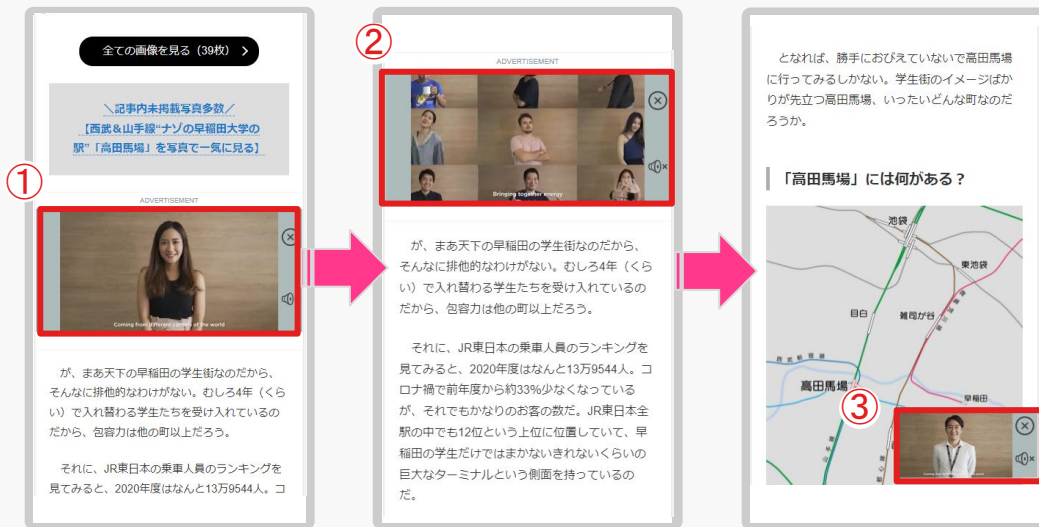 全ての画像を見る（39枚）
＼記事内未掲載写真多数／
【西武＆山手線“ナゾの早稲田大学の
駅”「高田馬場」を写真で一気に見る】
①
ADVERTISEMENT
Coming from different corners of the world
が、まあ天下の早稲田の学生街なのだから、
そんなに排他的なわけがない。むしろ4年（くら
い）で入れ替わる学生たちを受け入れているの
だから、包容力は他の町以上だろう。
それに、JR東日本の乗車人員のランキングを
見てみると、2020年度はなんと13万9544人。コ
②
ADVERTISEMENT
Bringing together energy
が、まあ天下の早稲田の学生街なのだから、
そんなに排他的なわけがない。むしろ4年（くら
い）で入れ替わる学生たちを受け入れているの
だから、包容力は他の町以上だろう。
それに、JR東日本の乗車人員のランキングを
見てみると、2020年度はなんと13万9544人。コ
ロナ禍で前年度から約33%少なくなっている
が、それでもかなりのお客の数だ。JR東日本全
駅の中でも12位という上位に位置していて、早
稲田の学生だけではまかないきれないくらいの
巨大なターミナルという側面を持っているの
だ。
となれば、勝手におびえていないで高田馬場
に行ってみるしかない。学生街のイメージばか
りが先立つ高田馬場、いったいどんな町なのだ
ろうか。
「高田馬場」には何がある？
池袋
東池袋
目白
雑司が谷
西武新宿線
高田馬場
早稲田
③